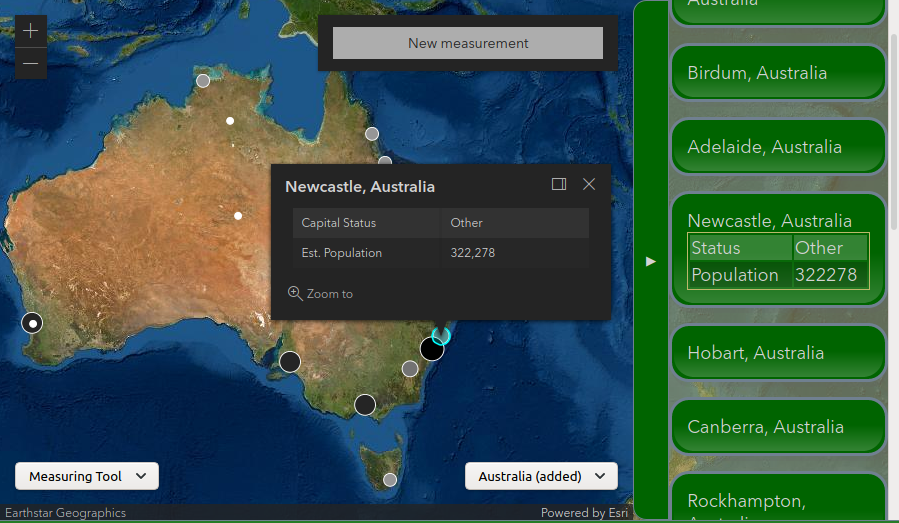 New measurement
Newcastle, Australia
Capital Status Other
Est. Population 322,278
Zoom to
Measuring Tool
Australia (added)
Earthstar Geographics
Powered by Esri
Australia
Birdum, Australia
Adelaide, Australia
Newcastle, Australia
Status Other
Population 322278
Hobart, Australia
Canberra, Australia
Rockhampton,
Australia